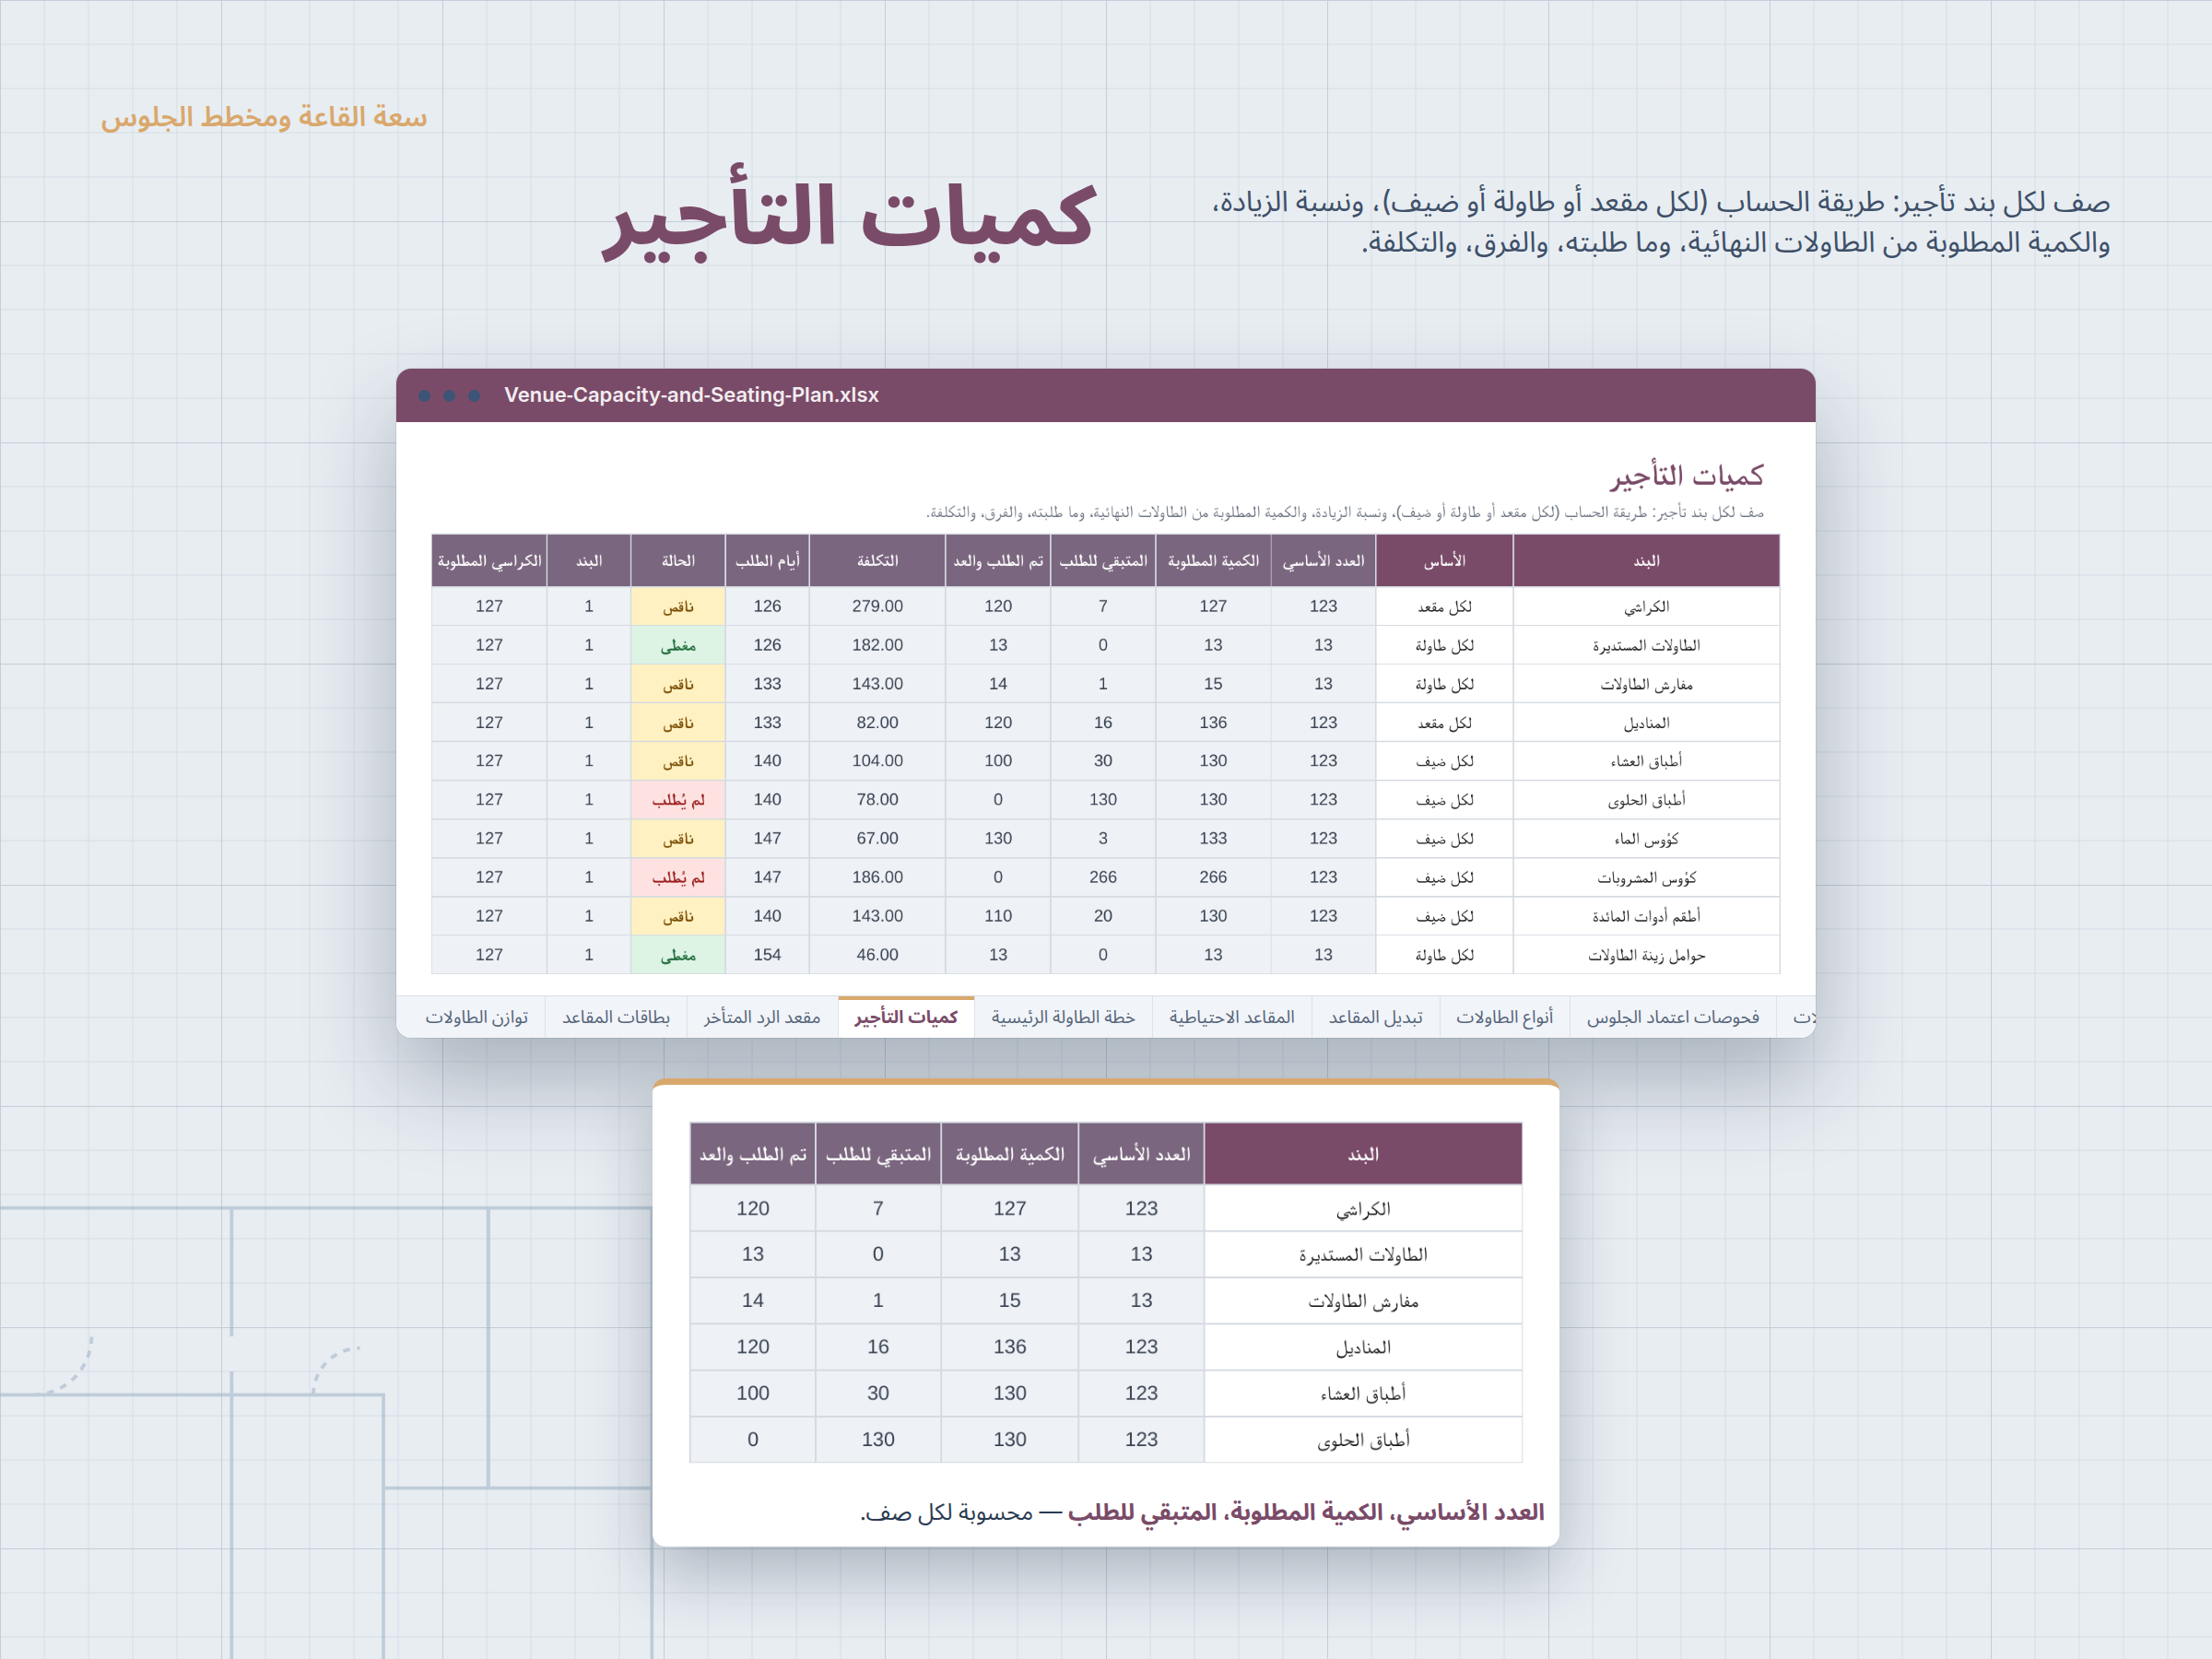 سعة القاعة ومخطط الجلوس
كميات التأجير
صف لكل بند تأجير: طريقة الحساب (لكل مقعد أو طاولة أو ضيف)، ونسبة الزيادة،
والكمية المطلوبة من الطاولات النهائية، وما طلبته، والفرق، والتكلفة.
Venue-Capacity-and-Seating-Plan.xlsx
كميات التأجير
صف لكل بند تأجير: طريقة الحساب (لكل مقعد أو طاولة أو ضيف)، ونسبة الزيادة، والكمية المطلوبة من الطاولات النهائية، وما طلبته، والفرق، والتكلفة.
البند الأساس العدد الأساسي الكمية المطلوبة المتبقي للطلب تم الطلب والعد التكلفة أيام الطلب الحالة البند الكراسي المطلوبة
الكراشي لكل مقعد 123 127 7 120 279.00 126 ناقص 1 127
الطاولات المستديرة لكل طاولة 13 13 0 13 182.00 126 مغطى 1 127
مفارش الطاولات لكل طاولة 13 15 1 14 143.00 133 ناقص 1 127
المناديل لكل مقعد 123 136 16 120 82.00 133 ناقص 1 127
أطباق العشاء لكل ضيف 123 130 30 100 104.00 140 ناقص 1 127
أطباق الحلوى لكل ضيف 123 130 130 0 78.00 140 لم يُطلب 1 127
كؤوس الماء لكل ضيف 123 133 3 130 67.00 147 ناقص 1 127
كؤوس المشروبات لكل ضيف 123 266 266 0 186.00 147 لم يُطلب 1 127
أطقم أدوات المائدة لكل ضيف 123 130 20 110 143.00 140 ناقص 1 127
حوامل زينة الطاولات لكل طاولة 13 13 0 13 46.00 154 مغطى 1 127
فحوصات اعتماد الجلوس أنواع الطاولات تبديل المقاعد المقاعد الاحتياطية خطة الطاولة الرئيسية كميات التأجير مقعد الرد المتأخر بطاقات المقاعد توازن الطاولات
البند العدد الأساسي الكمية المطلوبة المتبقي للطلب تم الطلب والعد
الكراشي 123 127 7 120
الطاولات المستديرة 13 13 0 13
مفارش الطاولات 13 15 1 14
المناديل 123 136 16 120
أطباق العشاء 123 130 30 100
أطباق الحلوى 123 130 130 0
العدد الأساسي، الكمية المطلوبة، المتبقي للطلب — محسوبة لكل صف.